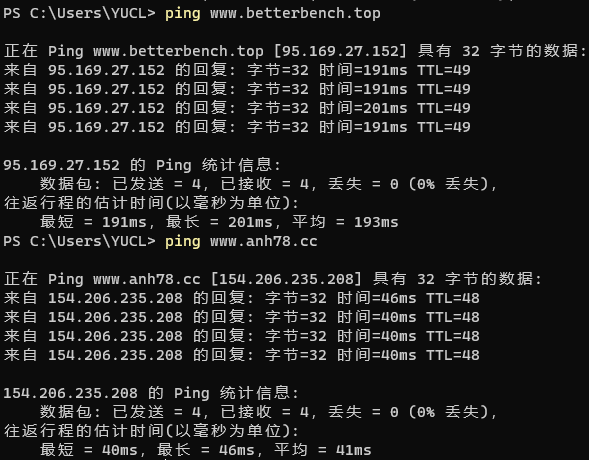 PS C:\Users\YUCL> ping www.betterbench.top
正在 Ping www.betterbench.top [95.169.27.152] 具有 32 字节的数据:
来自 95.169.27.152 的回复: 字节=32 时间=191ms TTL=49
来自 95.169.27.152 的回复: 字节=32 时间=191ms TTL=49
来自 95.169.27.152 的回复: 字节=32 时间=201ms TTL=49
来自 95.169.27.152 的回复: 字节=32 时间=191ms TTL=49
95.169.27.152 的 Ping 统计信息:
数据包: 已发送 = 4, 已接收 = 4, 丢失 = 0 (0% 丢失),
往返行程的估计时间(以毫秒为单位):
最短 = 191ms, 最长 = 201ms, 平均 = 193ms
PS C:\Users\YUCL> ping www.anh78.cc
正在 Ping www.anh78.cc [154.206.235.208] 具有 32 字节的数据:
来自 154.206.235.208 的回复: 字节=32 时间=46ms TTL=48
来自 154.206.235.208 的回复: 字节=32 时间=40ms TTL=48
来自 154.206.235.208 的回复: 字节=32 时间=40ms TTL=48
来自 154.206.235.208 的回复: 字节=32 时间=40ms TTL=48
154.206.235.208 的 Ping 统计信息:
数据包: 已发送 = 4, 已接收 = 4, 丢失 = 0 (0% 丢失),
往返行程的估计时间(以毫秒为单位):
最短 = 40ms, 最长 = 46ms, 平均 = 41ms